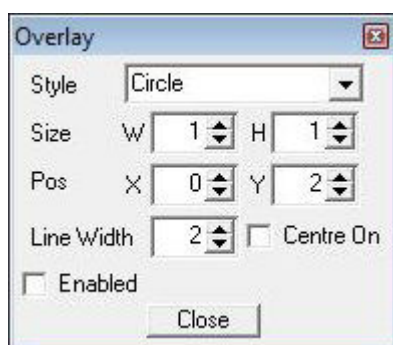 Overlay
Style Circle
Size W 1 H 1
Pos X 0 Y 2
Line Width 2 Centre On
Enabled
Close